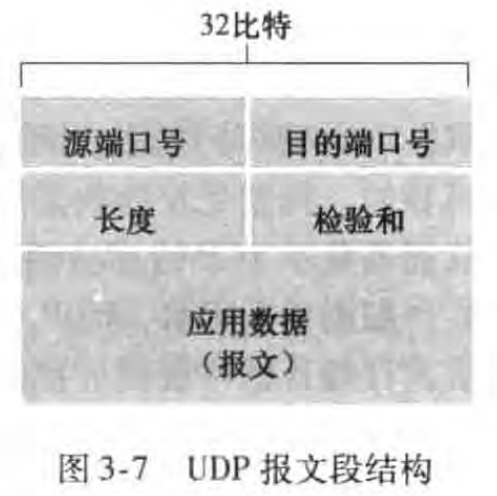 32比特
源端口号 目的端口号
长度 检验和
应用数据
（报文）
图 3-7 UDP 报文段结构